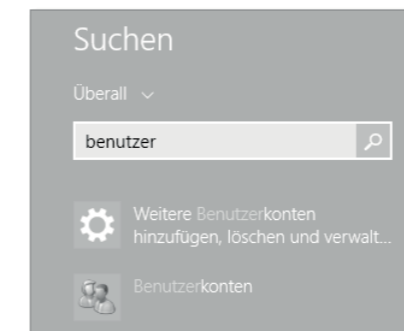 Suchen
Überall
benutzer
Weitere Benutzerkonten
hinzufügen, löschen und verwalt...
Benutzerkonten